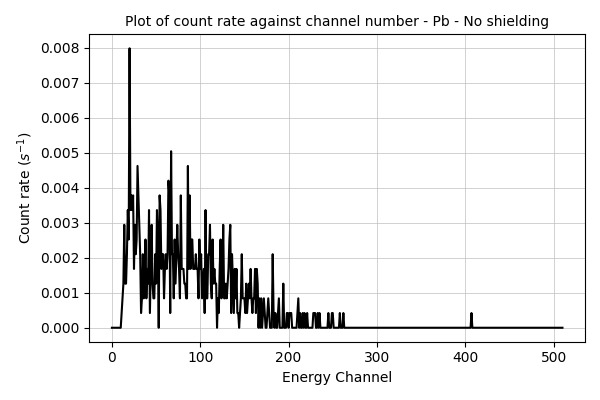 Plot of count rate against channel number - Pb - No shielding
0.008
0.007
0.006
0.005
0.004
0.003
0.002
0.001
0.000
Count rate (s⁻¹)
0 100 200 300 400 500
Energy Channel